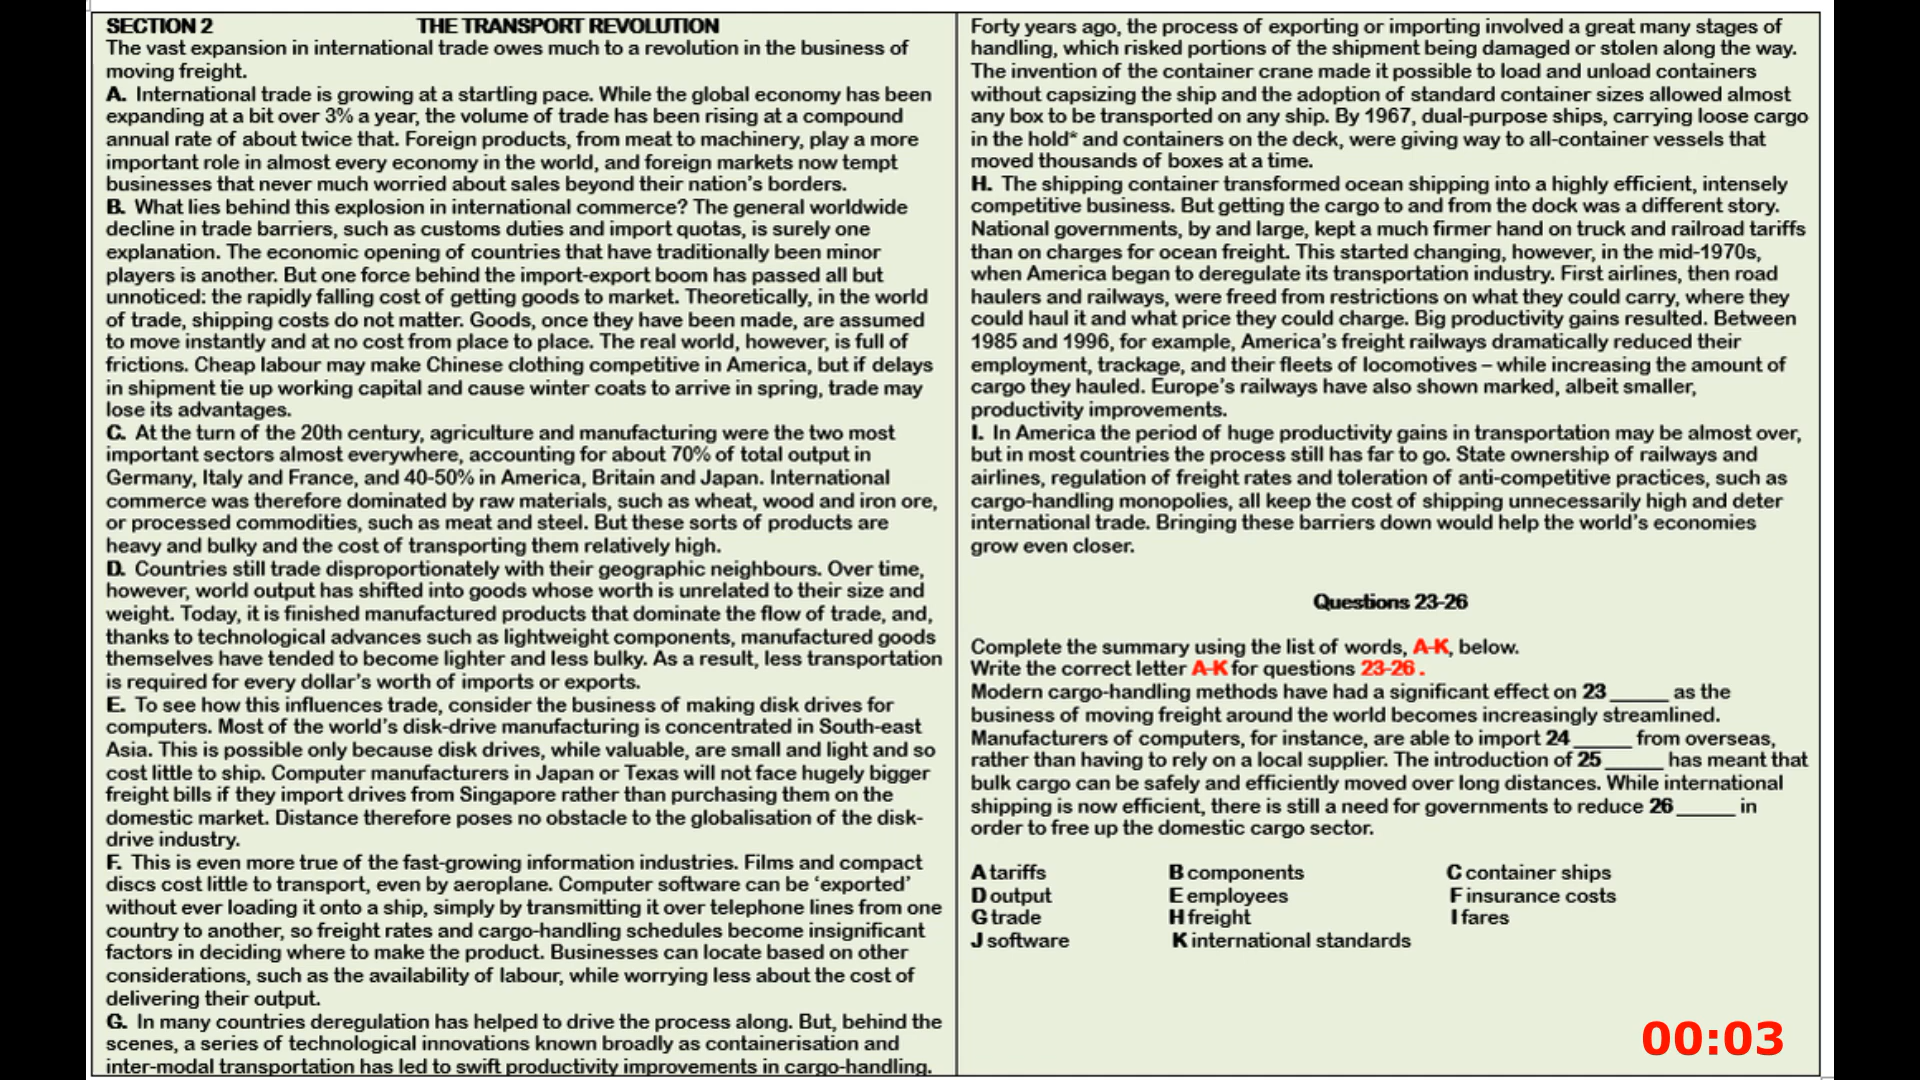 SECTION 2 THE TRANSPORT REVOLUTION
The vast expansion in international trade owes much to a revolution in the business of
moving freight.
A. International trade is growing at a startling pace. While the global economy has been
expanding at a bit over 3% a year, the volume of trade has been rising at a compound
annual rate of about twice that. Foreign products, from meat to machinery, play a more
important role in almost every economy in the world, and foreign markets now tempt
businesses that never much worried about sales beyond their nation's borders.
B. What lies behind this explosion in international commerce? The general worldwide
decline in trade barriers, such as customs duties and import quotas, is surely one
explanation. The economic opening of countries that have traditionally been minor
players is another. But one force behind the import-export boom has passed all but
unnoticed: the rapidly falling cost of getting goods to market. Theoretically, in the world
of trade, shipping costs do not matter. Goods, once they have been made, are assumed
to move instantly and at no cost from place to place. The real world, however, is full of
frictions. Cheap labour may make Chinese clothing competitive in America, but if delays
in shipment tie up working capital and cause winter coats to arrive in spring, trade may
lose its advantages.
C. At the turn of the 20th century, agriculture and manufacturing were the two most
important sectors almost everywhere, accounting for about 70% of total output in
Germany, Italy and France, and 40-50% in America, Britain and Japan. International
commerce was therefore dominated by raw materials, such as wheat, wood and iron ore,
or processed commodities, such as meat and steel. But these sorts of products are
heavy and bulky and the cost of transporting them relatively high.
D. Countries still trade disproportionately with their geographic neighbours. Over time,
however, world output has shifted into goods whose worth is unrelated to their size and
weight. Today, it is finished manufactured products that dominate the flow of trade, and,
thanks to technological advances such as lightweight components, manufactured goods
themselves have tended to become lighter and less bulky. As a result, less transportation
is required for every dollar's worth of imports or exports.
E. To see how this influences trade, consider the business of making disk drives for
computers. Most of the world's disk-drive manufacturing is concentrated in South-east
Asia. This is possible only because disk drives, while valuable, are small and light and so
cost little to ship. Computer manufacturers in Japan or Texas will not face hugely bigger
freight bills if they import drives from Singapore rather than purchasing them on the
domestic market. Distance therefore poses no obstacle to the globalisation of the disk-
drive industry.
F. This is even more true of the fast-growing information industries. Films and compact
discs cost little to transport, even by aeroplane. Computer software can be 'exported'
without ever loading it onto a ship, simply by transmitting it over telephone lines from one
country to another, so freight rates and cargo-handling schedules become insignificant
factors in deciding where to make the product. Businesses can locate based on other
considerations, such as the availability of labour, while worrying less about the cost of
delivering their output.
G. In many countries deregulation has helped to drive the process along. But, behind the
scenes, a series of technological innovations known broadly as containerisation and
inter-modal transportation has led to swift productivity improvements in cargo-handling.
Forty years ago, the process of exporting or importing involved a great many stages of
handling, which risked portions of the shipment being damaged or stolen along the way.
The invention of the container crane made it possible to load and unload containers
without capsizing the ship and the adoption of standard container sizes allowed almost
any box to be transported on any ship. By 1967, dual-purpose ships, carrying loose cargo
in the hold* and containers on the deck, were giving way to all-container vessels that
moved thousands of boxes at a time.
H. The shipping container transformed ocean shipping into a highly efficient, intensely
competitive business. But getting the cargo to and from the dock was a different story.
National governments, by and large, kept a much firmer hand on truck and railroad tariffs
than on charges for ocean freight. This started changing, however, in the mid-1970s,
when America began to deregulate its transportation industry. First airlines, then road
haulers and railways, were freed from restrictions on what they could carry, where they
could haul it and what price they could charge. Big productivity gains resulted. Between
1985 and 1996, for example, America's freight railways dramatically reduced their
employment, trackage, and their fleets of locomotives – while increasing the amount of
cargo they hauled. Europe's railways have also shown marked, albeit smaller,
productivity improvements.
I. In America the period of huge productivity gains in transportation may be almost over,
but in most countries the process still has far to go. State ownership of railways and
airlines, regulation of freight rates and toleration of anti-competitive practices, such as
cargo-handling monopolies, all keep the cost of shipping unnecessarily high and deter
international trade. Bringing these barriers down would help the world's economies
grow even closer.
Questions 23-26
Complete the summary using the list of words, A-K, below.
Write the correct letter A-K for questions 23-26 .
Modern cargo-handling methods have had a significant effect on 23 _____ as the
business of moving freight around the world becomes increasingly streamlined.
Manufacturers of computers, for instance, are able to import 24 _____ from overseas,
rather than having to rely on a local supplier. The introduction of 25 _____ has meant that
bulk cargo can be safely and efficiently moved over long distances. While international
shipping is now efficient, there is still a need for governments to reduce 26 _____ in
order to free up the domestic cargo sector.
A tariffs B components C container ships
D output E employees F insurance costs
G trade H freight I fares
J software K international standards
00:03